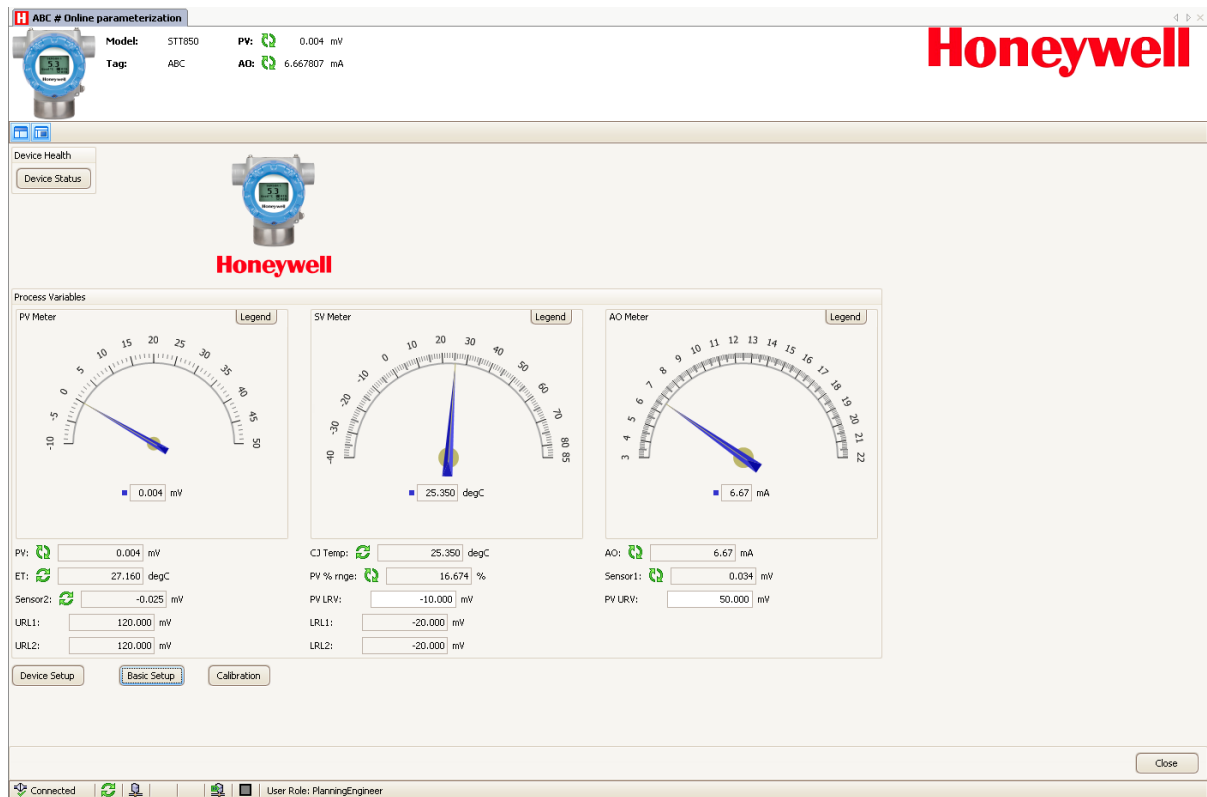 ABC # Online parameterization
Model: STT850 PV: 0.004 mV
Tag: ABC AO: 6.667807 mA
Honeywell
Device Health
Device Status
53
Honeywell
Honeywell
Process Variables
PV Meter Legend
-10 -5 0 5 10 15 20 25 30 35 40 45 50
0.004 mV
SV Meter Legend
-40 -30 -20 -10 0 10 20 30 40 50 60 70 80 85
25.350 degC
AO Meter Legend
3 4 5 6 7 8 9 10 11 12 13 14 15 16 17 18 19 20 21 22
6.67 mA
PV: 0.004 mV CJ Temp: 25.350 degC AO: 6.67 mA
ET: 27.160 degC PV % rnge: 16.674 % Sensor1: 0.034 mV
Sensor2: -0.025 mV PV LRV: -10.000 mV PV URV: 50.000 mV
URL1: 120.000 mV LRL1: -20.000 mV
URL2: 120.000 mV LRL2: -20.000 mV
Device Setup Basic Setup Calibration
Close
Connected User Role: PlanningEngineer